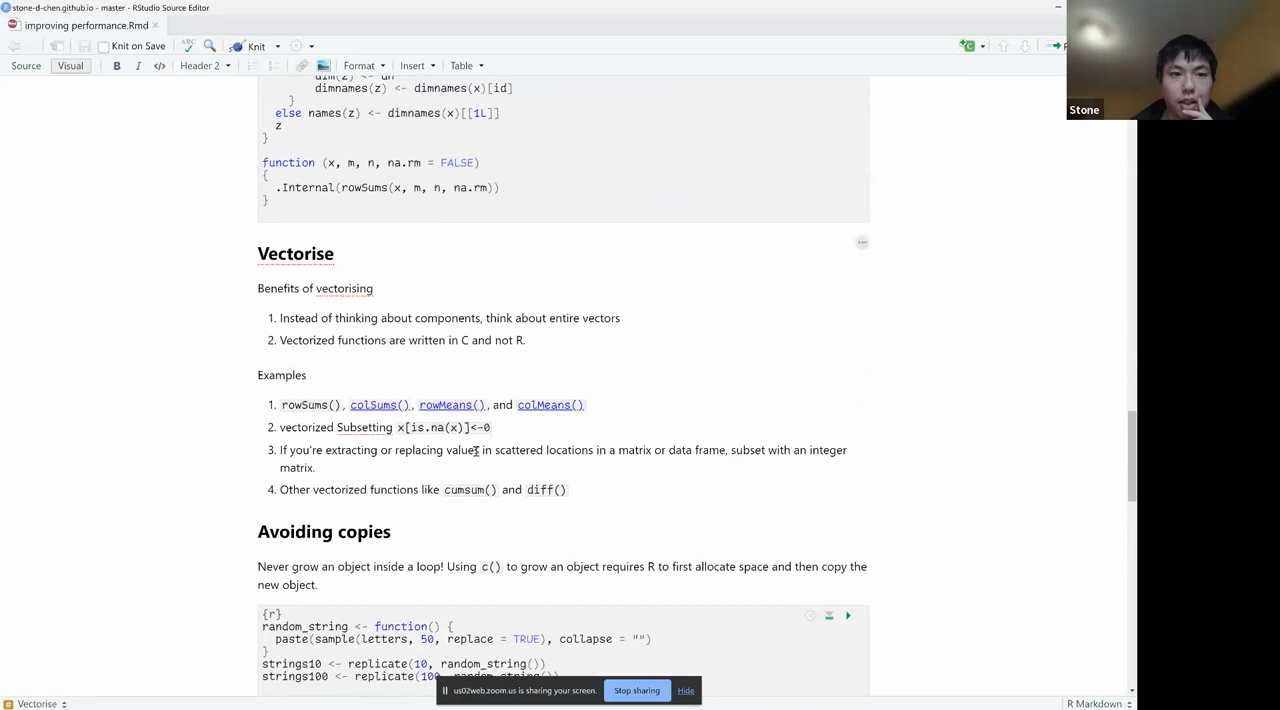 stone-d-chen.github.io - master - RStudio Source Editor
improving performance.Rmd
Knit on Save
ABC
Knit
Source Visual B I </> Header 2 Format Insert Table
dimnames(z) <- dimnames(x)[id]
}
else names(z) <- dimnames(x)[[1L]]
z
}
function (x, m, n, na.rm = FALSE)
{
.Internal(rowSums(x, m, n, na.rm))
}
Vectorise
Benefits of vectorising
1. Instead of thinking about components, think about entire vectors
2. Vectorized functions are written in C and not R.
Examples
1. rowSums(), colSums(), rowMeans(), and colMeans()
2. vectorized Subsetting x[is.na(x)]<-0
3. If you're extracting or replacing values in scattered locations in a matrix or data frame, subset with an integer
matrix.
4. Other vectorized functions like cumsum() and diff()
Avoiding copies
Never grow an object inside a loop! Using c() to grow an object requires R to first allocate space and then copy the
new object.
{r}
random_string <- function() {
paste(sample(letters, 50, replace = TRUE), collapse = "")
}
strings10 <- replicate(10, random_string())
strings100 <- replicate(100, random_string())
us02web.zoom.us is sharing your screen.
Stop sharing
Hide
Vectorise
R Markdown
Stone